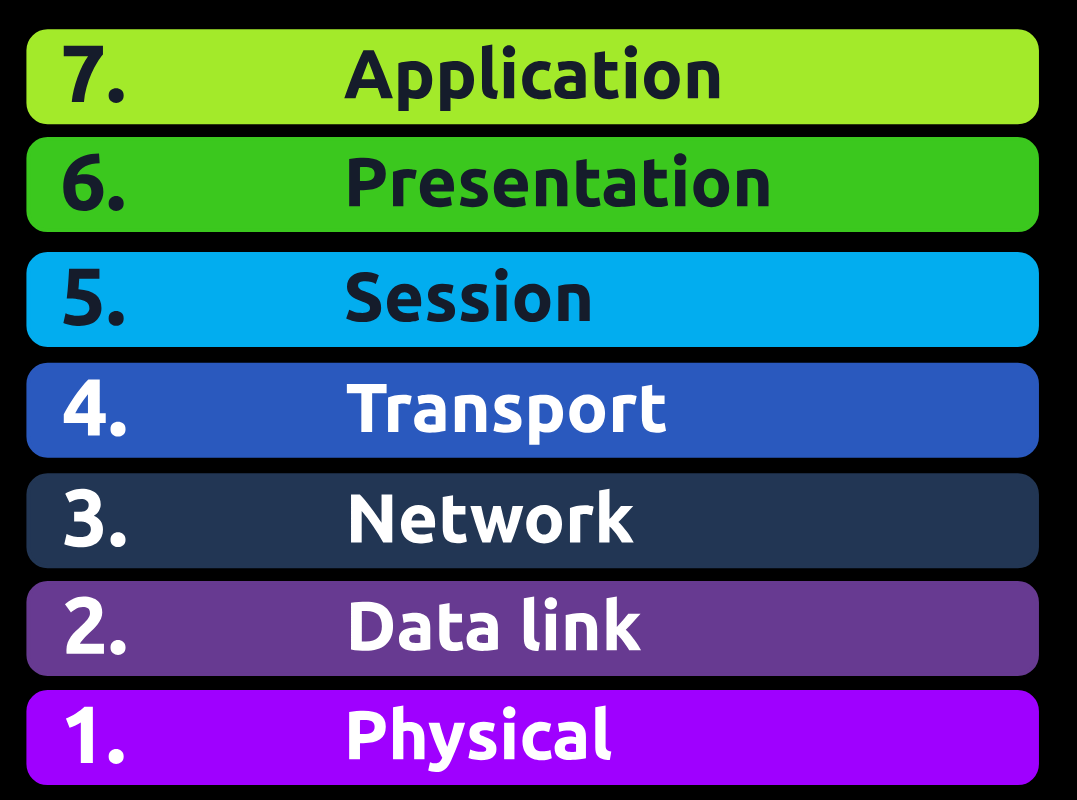 7. Application
6. Presentation
5. Session
4. Transport
3. Network
2. Data link
1. Physical